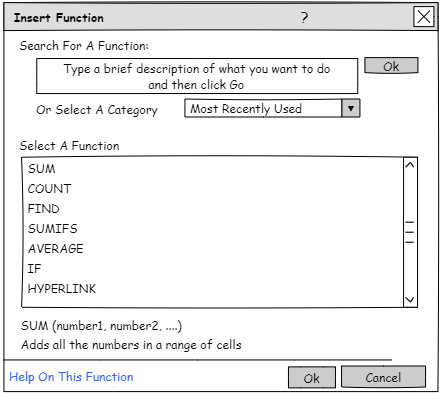 Insert Function ?
Search For A Function:
Type a brief description of what you want to do
and then click Go
Ok
Or Select A Category Most Recently Used
Select A Function
SUM
COUNT
FIND
SUMIFS
AVERAGE
IF
HYPERLINK
SUM (number1, number2, ....)
Adds all the numbers in a range of cells
Help On This Function Ok Cancel